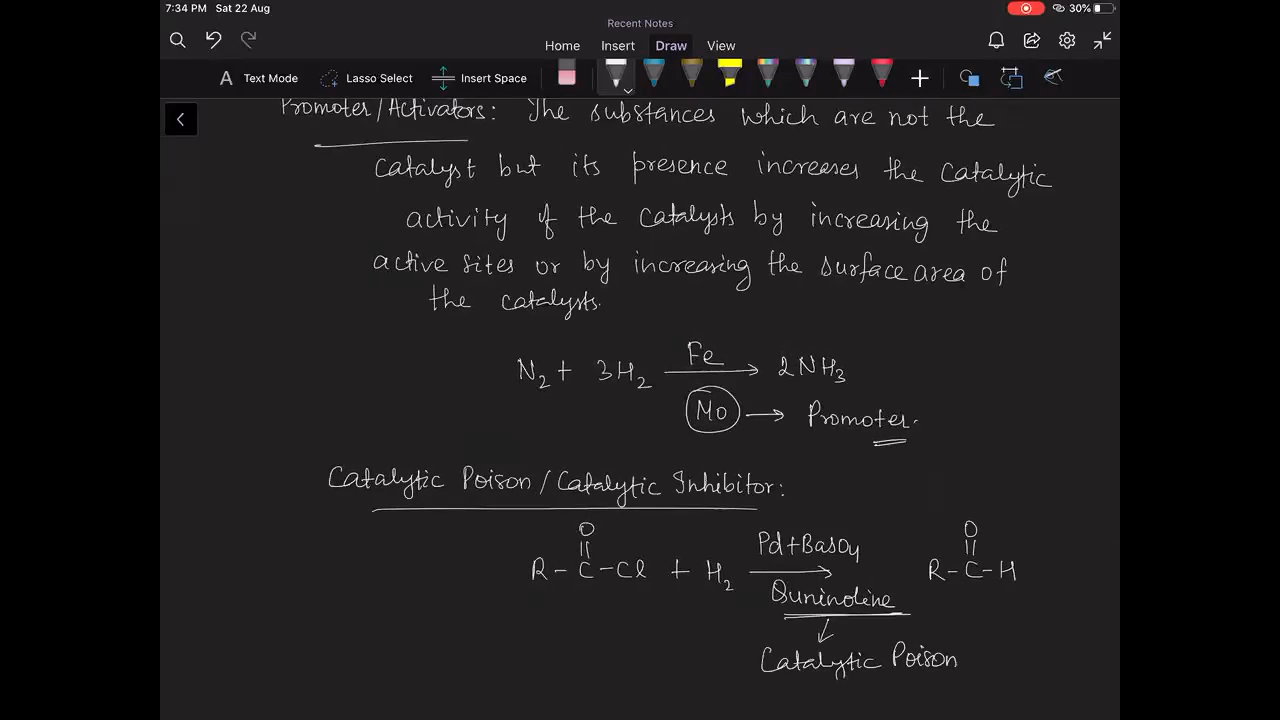 7:34 PM Sat 22 Aug
30%
Recent Notes
Home Insert Draw View
Text Mode Lasso Select Insert Space
Promoter/Activators: The substances which are not the
Catalyst but its presence increases the Catalytic
activity of the Catalysts by increasing the
active sites or by increasing the surface area of
the catalysts.
N2 + 3H2 Fe → 2NH3
Mo → Promoter.
Catalytic Poison/Catalytic Inhibitor:
O O
|| Pd+BaSO4 ||
R-C-Cl + H2 → R-C-H
Quninoline
↓
Catalytic Poison